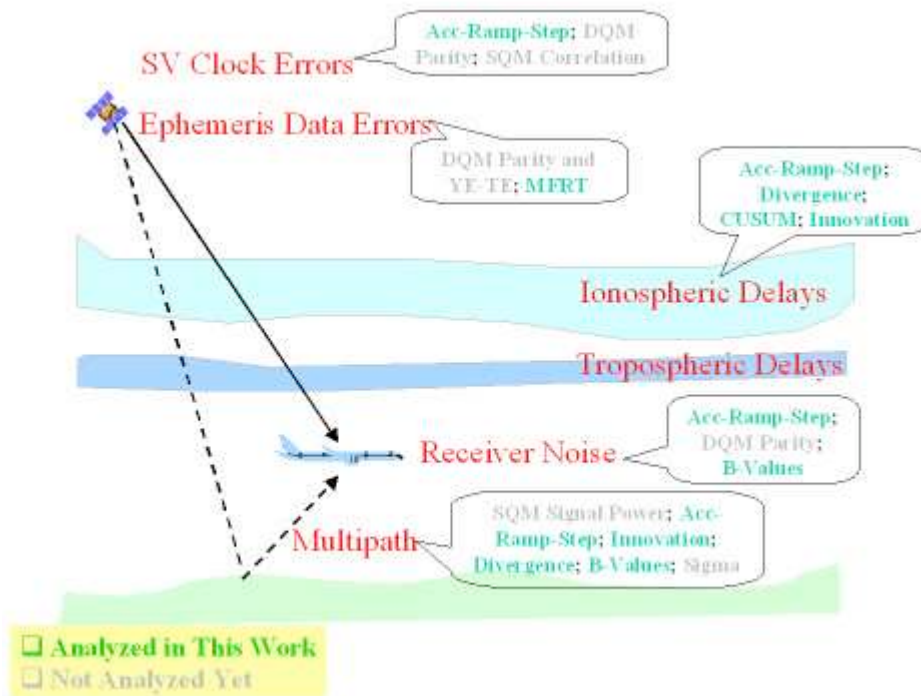 Acc-Ramp-Step; DQM
Parity; SQM Correlation
SV Clock Errors
Ephemeris Data Errors
DQM Parity and
YE-TE; MFRT
Acc-Ramp-Step;
Divergence;
CUSUM; Innovation
Ionospheric Delays
Tropospheric Delays
Acc-Ramp-Step;
DQM Parity;
B-Values
Receiver Noise
SQM Signal Power; Acc-
Ramp-Step; Innovation;
Divergence; B-Values; Sigma
Multipath
❑ Analyzed in This Work
❑ Not Analyzed Yet